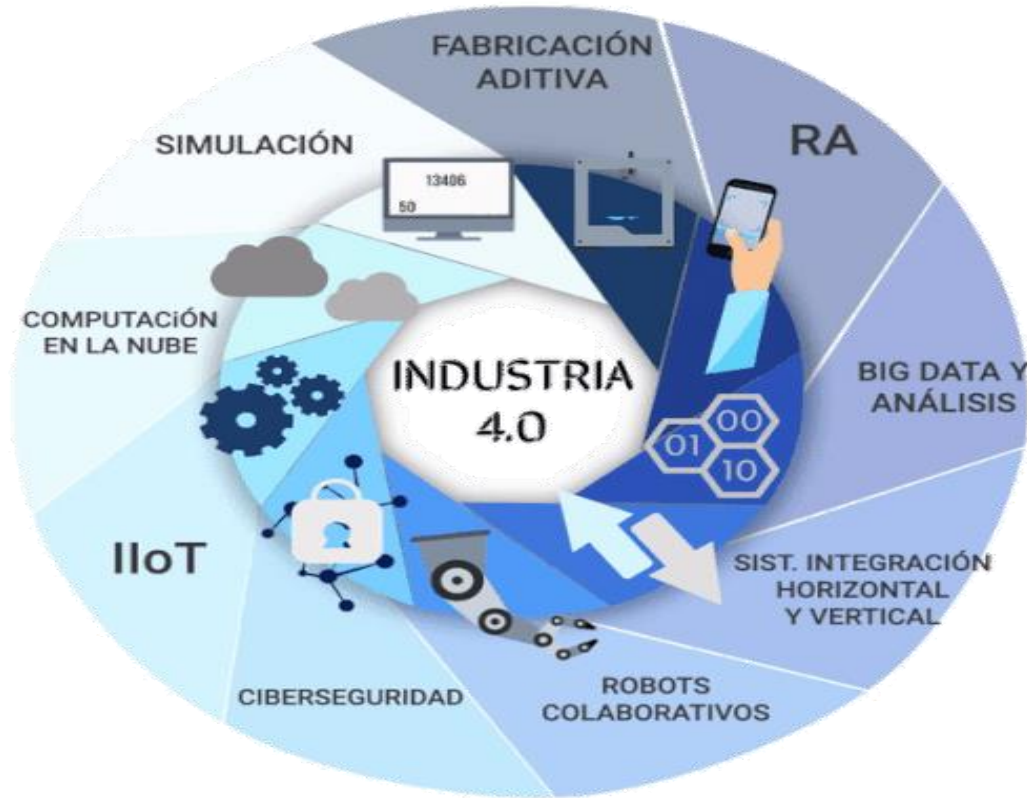 FABRICACIÓN
ADITIVA
RA
SIMULACIÓN
13406
50
COMPUTACiÓN
EN LA NUBE
INDUSTRIA
4.0
BIG DATA Y
ANÁLISIS
00
01
10
IIoT
SIST. INTEGRACIÓN
HORIZONTAL
Y VERTICAL
CIBERSEGURIDAD
ROBOTS
COLABORATIVOS